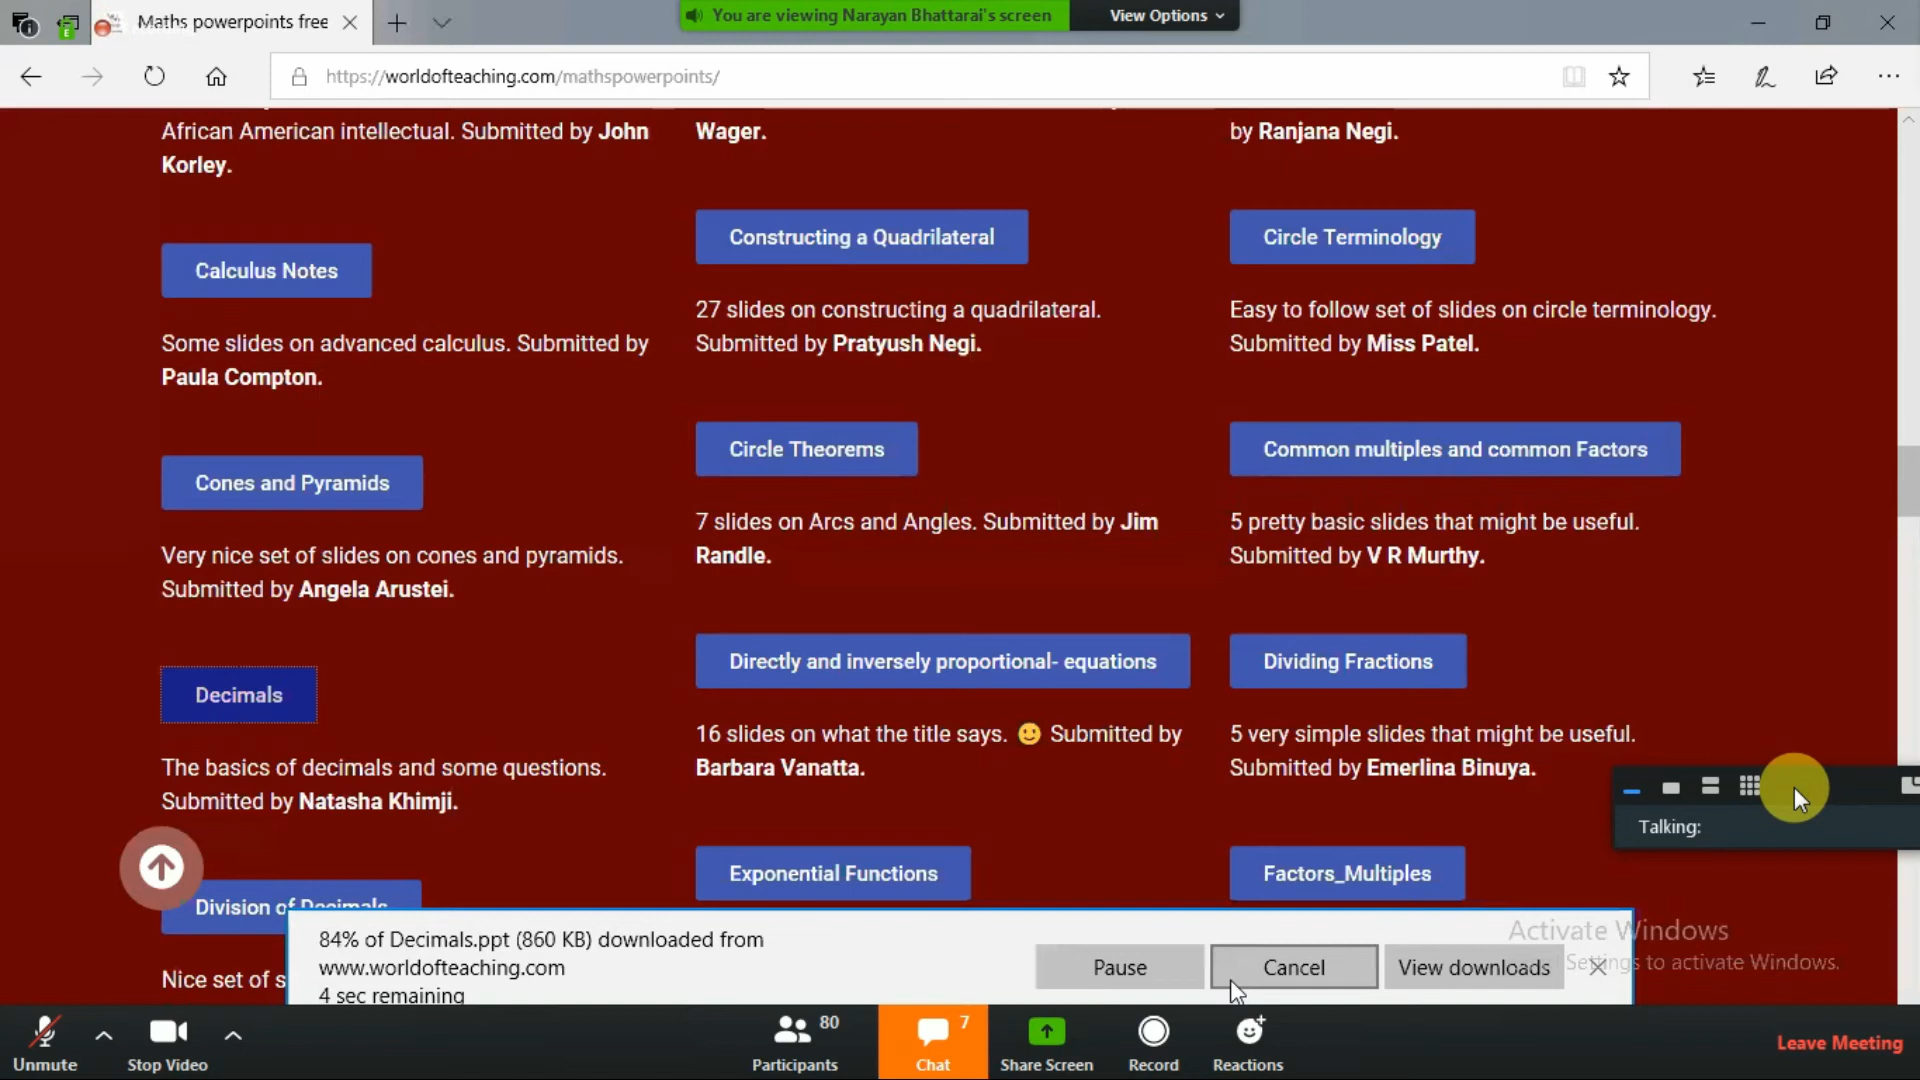 Maths powerpoints free
You are viewing Narayan Bhattarai's screen
View Options
https://worldofteaching.com/mathspowerpoints/
African American intellectual. Submitted by John
Korley.
Wager.
by Ranjana Negi.
Calculus Notes
Some slides on advanced calculus. Submitted by
Paula Compton.
Constructing a Quadrilateral
27 slides on constructing a quadrilateral.
Submitted by Pratyush Negi.
Circle Terminology
Easy to follow set of slides on circle terminology.
Submitted by Miss Patel.
Cones and Pyramids
Very nice set of slides on cones and pyramids.
Submitted by Angela Arustei.
Circle Theorems
7 slides on Arcs and Angles. Submitted by Jim
Randle.
Common multiples and common Factors
5 pretty basic slides that might be useful.
Submitted by V R Murthy.
Decimals
The basics of decimals and some questions.
Submitted by Natasha Khimji.
Directly and inversely proportional- equations
16 slides on what the title says. 🙂 Submitted by
Barbara Vanatta.
Dividing Fractions
5 very simple slides that might be useful.
Submitted by Emerlina Binuya.
Talking:
Division of Decimals
Nice set of s
Exponential Functions
Factors_Multiples
84% of Decimals.ppt (860 KB) downloaded from
www.worldofteaching.com
4 sec remaining
Pause
Cancel
View downloads
Activate Windows
Settings to activate Windows.
Unmute
Stop Video
80
Participants
7
Chat
Share Screen
Record
Reactions
Leave Meeting